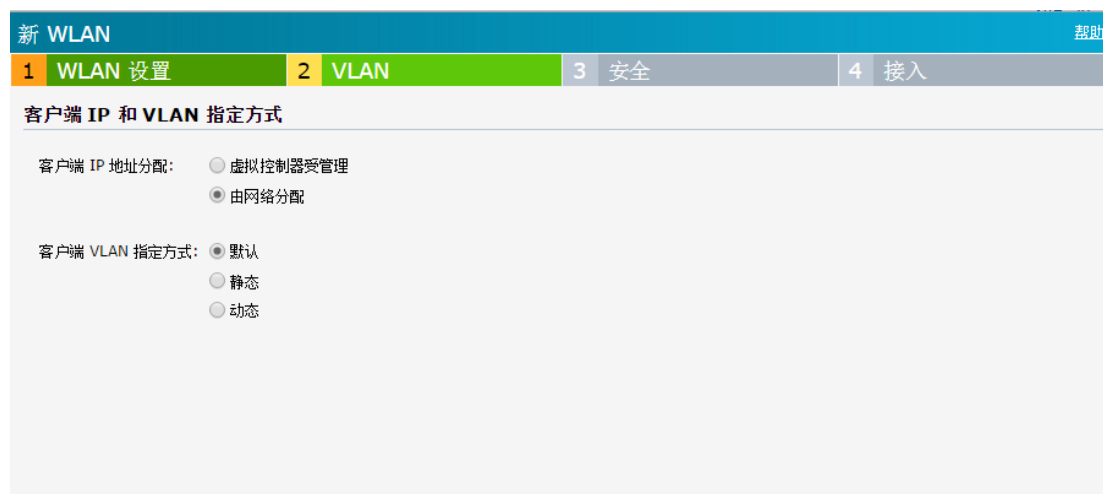 新 WLAN
帮助
1 WLAN 设置 2 VLAN 3 安全 4 接入
客户端 IP 和 VLAN 指定方式
客户端 IP 地址分配: 虚拟控制器受管理
由网络分配
客户端 VLAN 指定方式: 默认
静态
动态